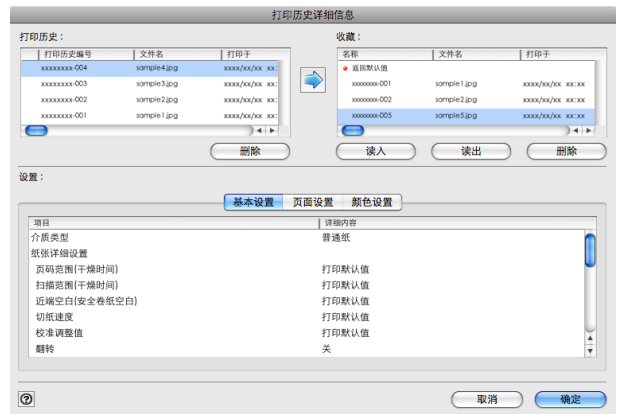 打印历史详细信息
打印历史：
打印历史编号 文件名 打印于
xxxxxxxx-004 sample4.jpg xxxx/xx/xx xx:
xxxxxxxx-003 sample3.jpg xxxx/xx/xx xx:
xxxxxxxx-002 sample2.jpg xxxx/xx/xx xx:
xxxxxxxx-001 sample1.jpg xxxx/xx/xx xx:
删除
收藏：
名称 文件名 打印于
返回默认值
xxxxxxxx-001 sample1.jpg xxxx/xx/xx xx:xx
xxxxxxxx-002 sample2.jpg xxxx/xx/xx xx:xx
xxxxxxxx-005 sample5.jpg xxxx/xx/xx xx:xx
读入 读出 删除
设置：
基本设置 页面设置 颜色设置
项目 详细内容
介质类型 普通纸
纸张详细设置
页码范围(干燥时间) 打印默认值
扫描范围(干燥时间) 打印默认值
近端空白(安全卷纸空白) 打印默认值
切纸速度 打印默认值
校准调整值 打印默认值
翻转 关
? 取消 确定